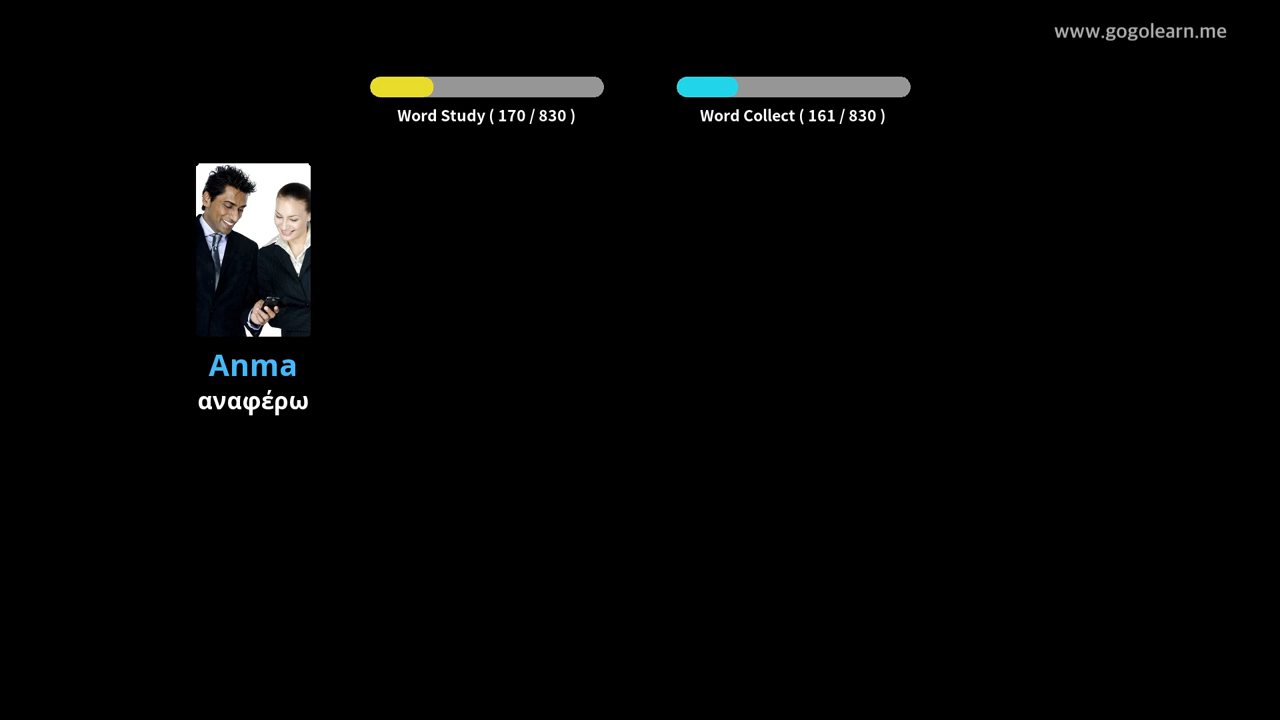 www.gogolearn.me
Word Study ( 170 / 830 )
Word Collect ( 161 / 830 )
Anma
αναφέρω